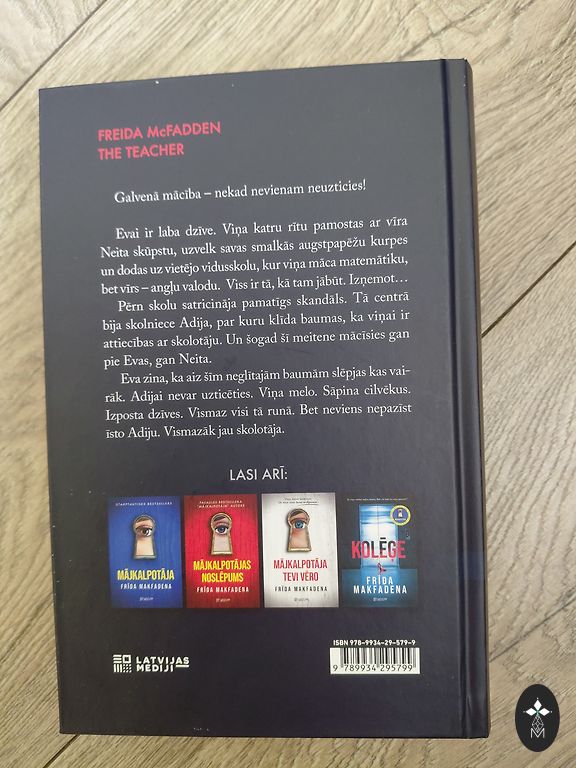 FREIDA McFADDEN
THE TEACHER
Galvenā mācība – nekad nevienam neuzticies!
Evai ir laba dzīve. Viņa katru rītu pamostas ar vīra
Neita skūpstu, uzvelk savas smalkās augstpapēžu kurpes
un dodas uz vietējo vidusskolu, kur viņa māca matemātiku,
bet vīrs – angļu valodu. Viss ir tā, kā tam jābūt. Izņemot…
Pērn skolu satricināja pamatīgs skandāls. Tā centrā
bija skolniece Adija, par kuru klīda baumas, ka viņai ir
attiecības ar skolotāju. Un šogad šī meitene mācīsies gan
pie Evas, gan Neita.
Eva zina, ka aiz šīm neglītajām baumām slēpjas kas vai-
rāk. Adijai nevar uzticēties. Viņa melo. Sāpina cilvēkus.
Izposta dzīves. Vismaz visi tā runā. Bet neviens nepazīst
īsto Adiju. Vismazāk jau skolotāja.
LASI ARĪ:
STARPTAUTISKS BESTSELLERS
MĀJKALPOTĀJA
FRĪDA MAKFADENA
PASAULES BESTSELLERA
"MĀJKALPOTĀJA" AUTORE
MĀJKALPOTĀJAS
NOSLĒPUMS
FRĪDA MAKFADENA
MĀJKALPOTĀJA
TEVI VĒRO
FRĪDA MAKFADENA
KOLĒĢE
FRĪDA
MAKFADENA
LATVIJAS
MEDIJI
ISBN 978-9934-29-579-9
9 789934 295799